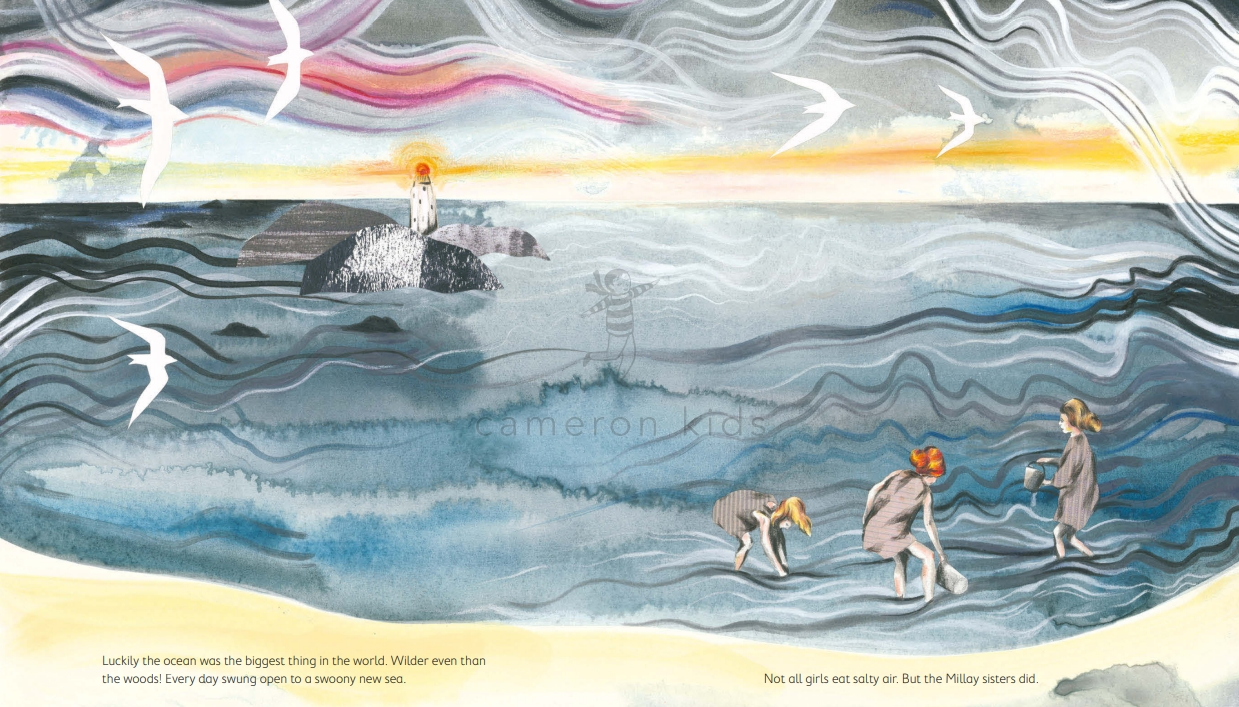 cameron kids
Luckily the ocean was the biggest thing in the world. Wilder even than
the woods! Every day swung open to a swoony new sea.
Not all girls eat salty air. But the Millay sisters did.